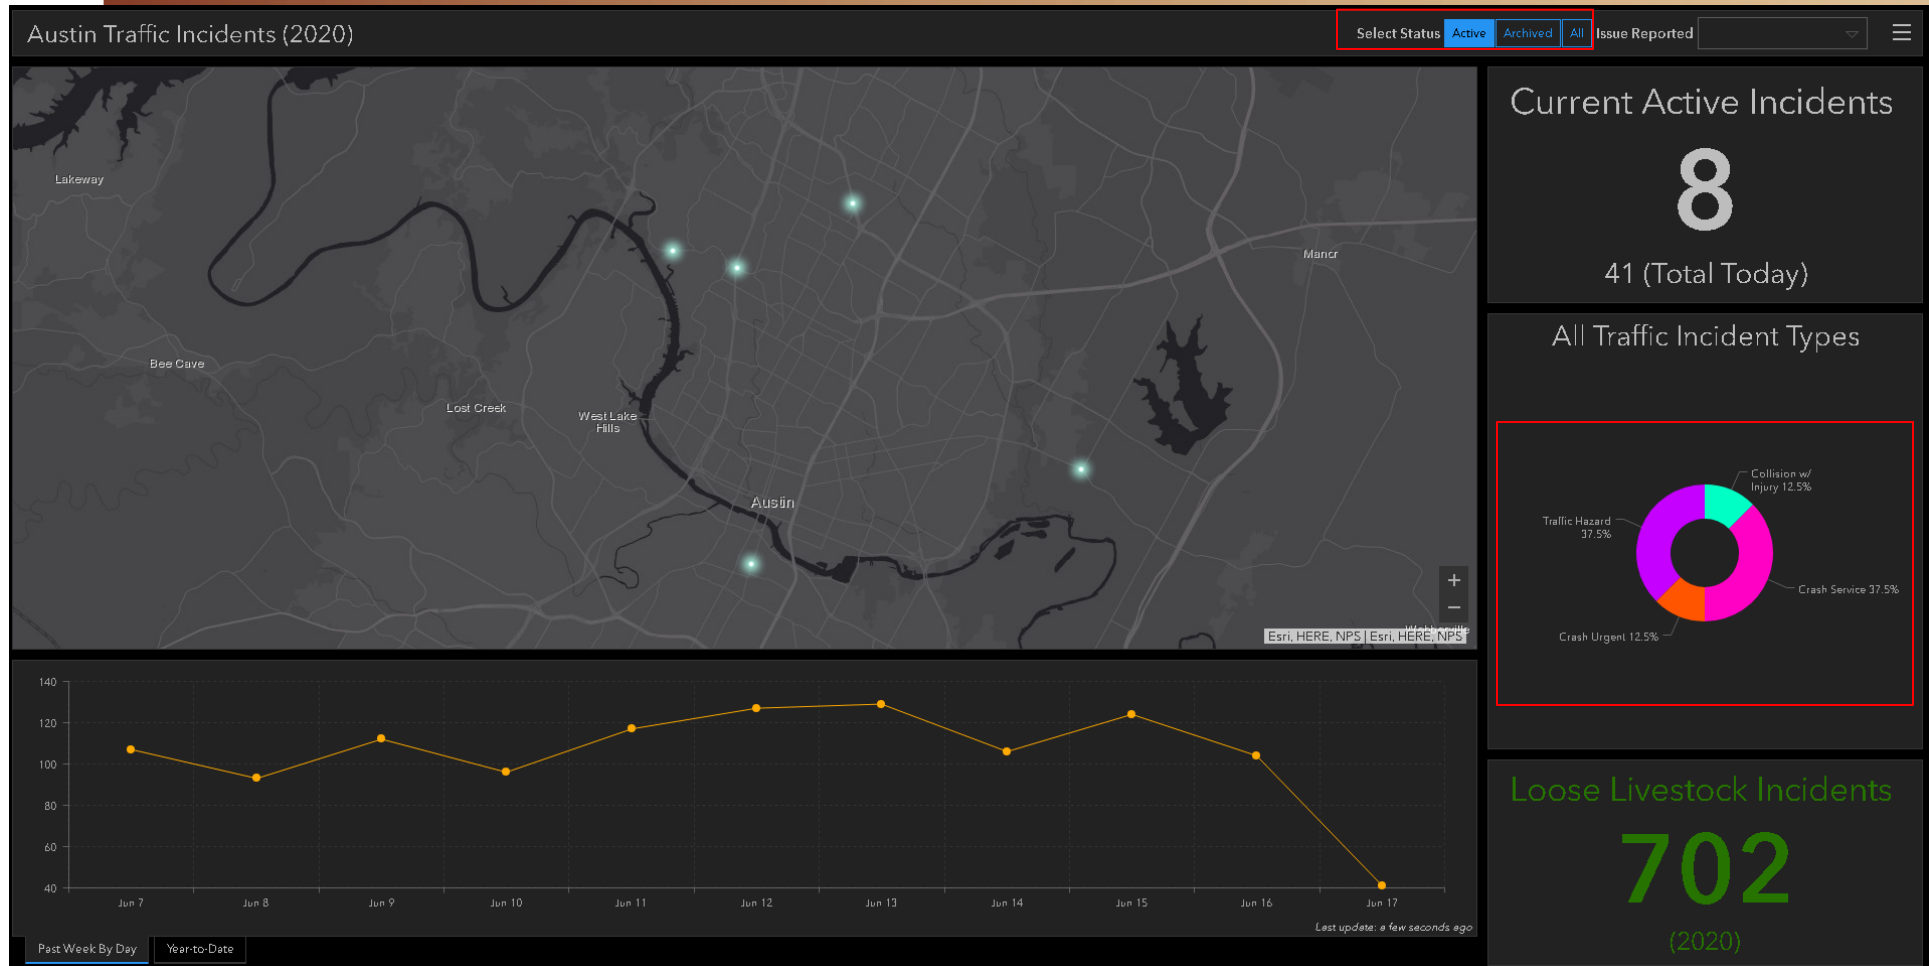 Austin Traffic Incidents (2020)
Select Status Active Archived All Issue Reported
Lakeway
Manor
Bee Cave
Lost Creek
West Lake
Hills
Austin
+
−
Esri, HERE, NPS | Esri, HERE, NPS
Current Active Incidents
8
41 (Total Today)
All Traffic Incident Types
Collision w/
Injury 12.5%
Traffic Hazard
37.5%
Crash Service 37.5%
Crash Urgent 12.5%
140
120
100
80
60
40
Jun 7 Jun 8 Jun 9 Jun 10 Jun 11 Jun 12 Jun 13 Jun 14 Jun 15 Jun 16 Jun 17
Last update: a few seconds ago
Past Week By Day Year-to-Date
Loose Livestock Incidents
702
(2020)